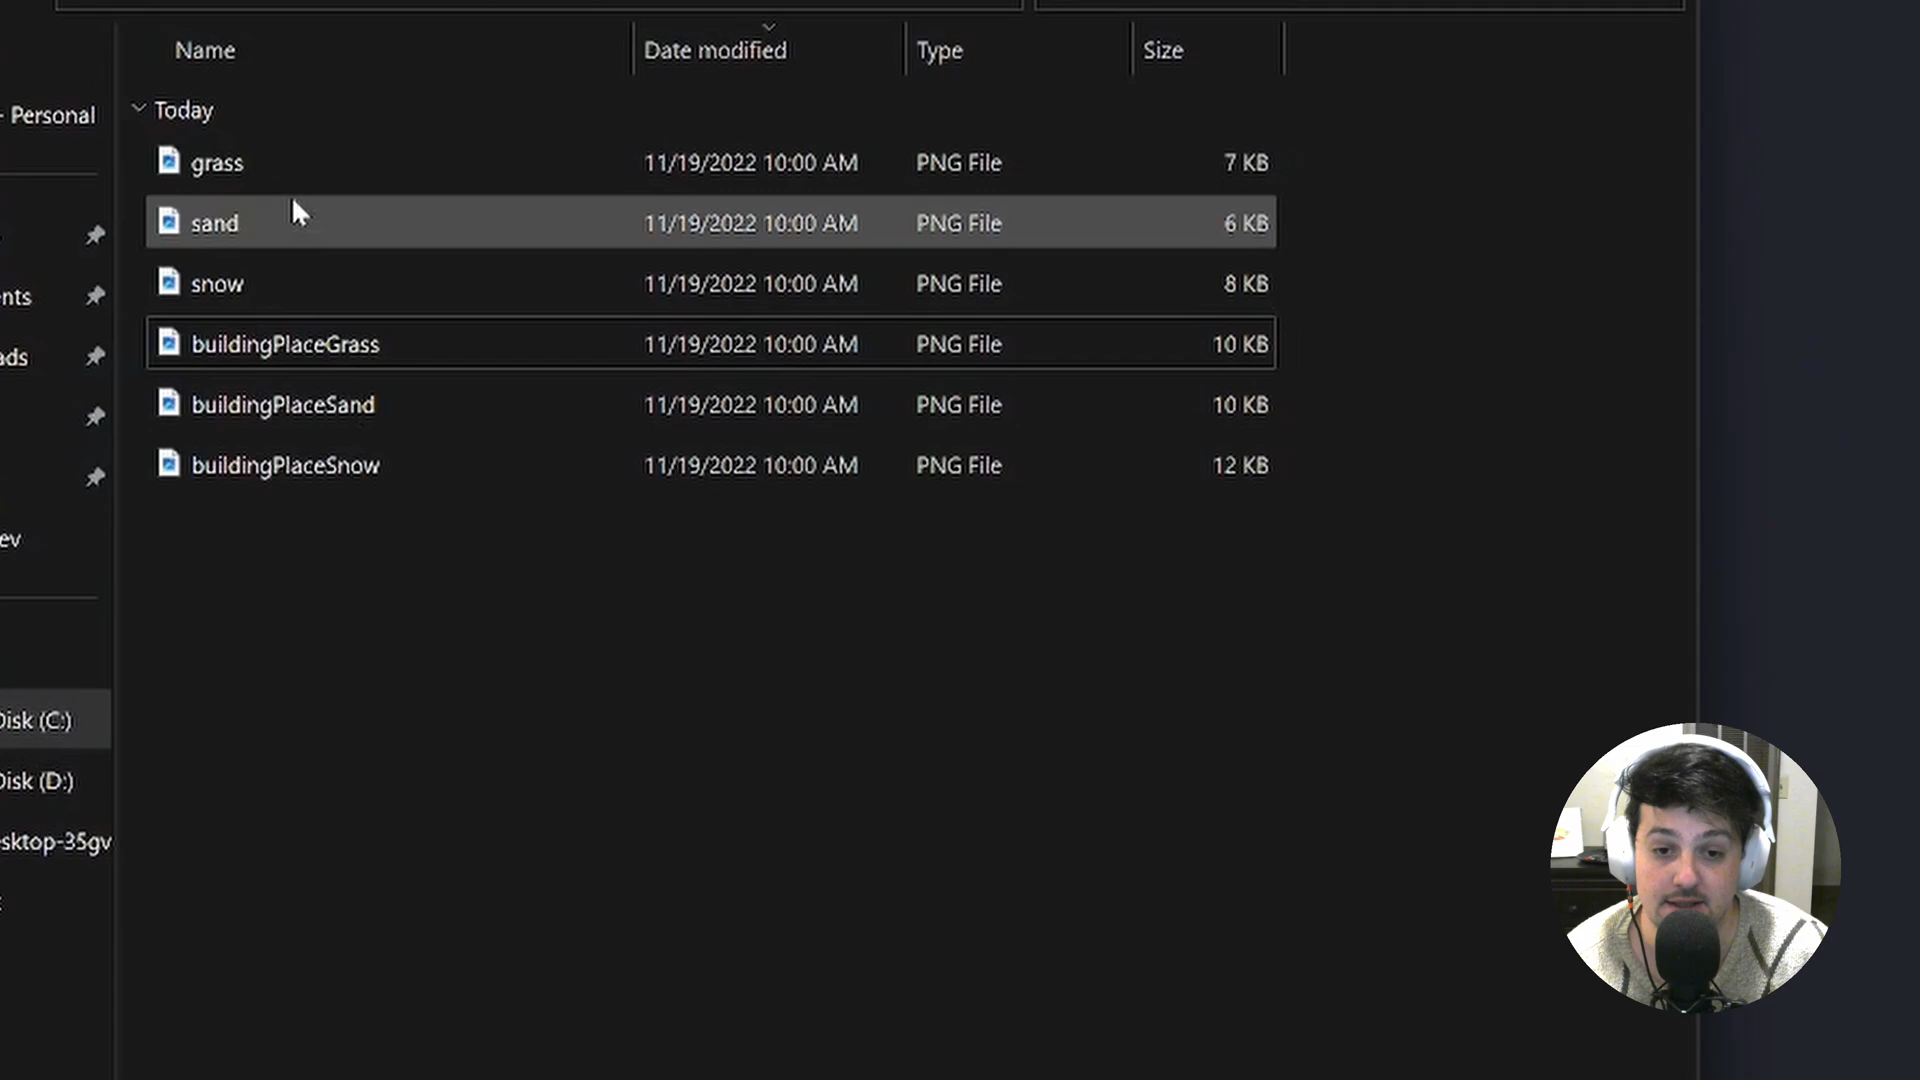 Name Date modified Type Size
- Personal
Today
grass 11/19/2022 10:00 AM PNG File 7 KB
sand 11/19/2022 10:00 AM PNG File 6 KB
snow 11/19/2022 10:00 AM PNG File 8 KB
buildingPlaceGrass 11/19/2022 10:00 AM PNG File 10 KB
buildingPlaceSand 11/19/2022 10:00 AM PNG File 10 KB
buildingPlaceSnow 11/19/2022 10:00 AM PNG File 12 KB
nts
ads
ev
Disk (C:)
Disk (D:)
sktop-35gv